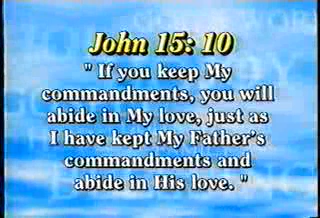 John 15: 10
" If you keep My
commandments, you will
abide in My love, just as
I have kept My Father's
commandments and
abide in His love. "